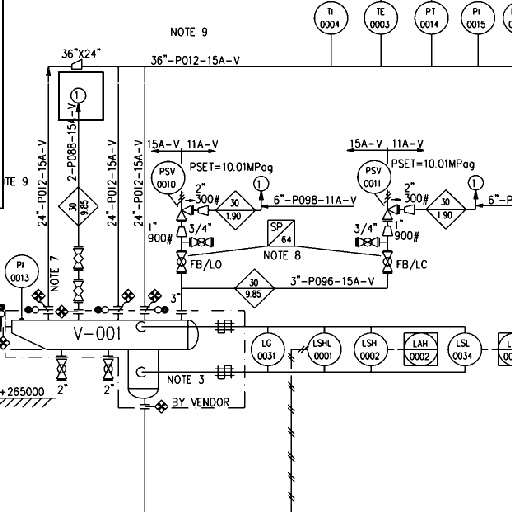 TI
0004
TE
0003
PT
0014
PI
0015
NOTE 9
36"X24"
36"-P012-15A-V
1
24"-P012-15A-V
2-P088-15A-V
24"-P012-15A-V
24"-P012-15A-V
TE 9
30
9.85
15A-V
11A-V
15A-V
11A-V
PSV
0010
PSET=10.01MPag
PSV
0011
PSET=10.01MPag
2"
300#
30
1.90
1
6"-P098-11A-V
2"
300#
30
1.90
1
6"-P
1"
900#
3/4"
SP
64
NOTE 8
3/4"
1"
900#
FB/LO
FB/LC
PI
0013
NOTE 7
3"
30
9.85
3"-P096-15A-V
V-001
LG
0031
LSHL
0001
LSH
0002
LAH
0002
LSL
0034
2"
2"
NOTE 3
+265000
BY VENDOR